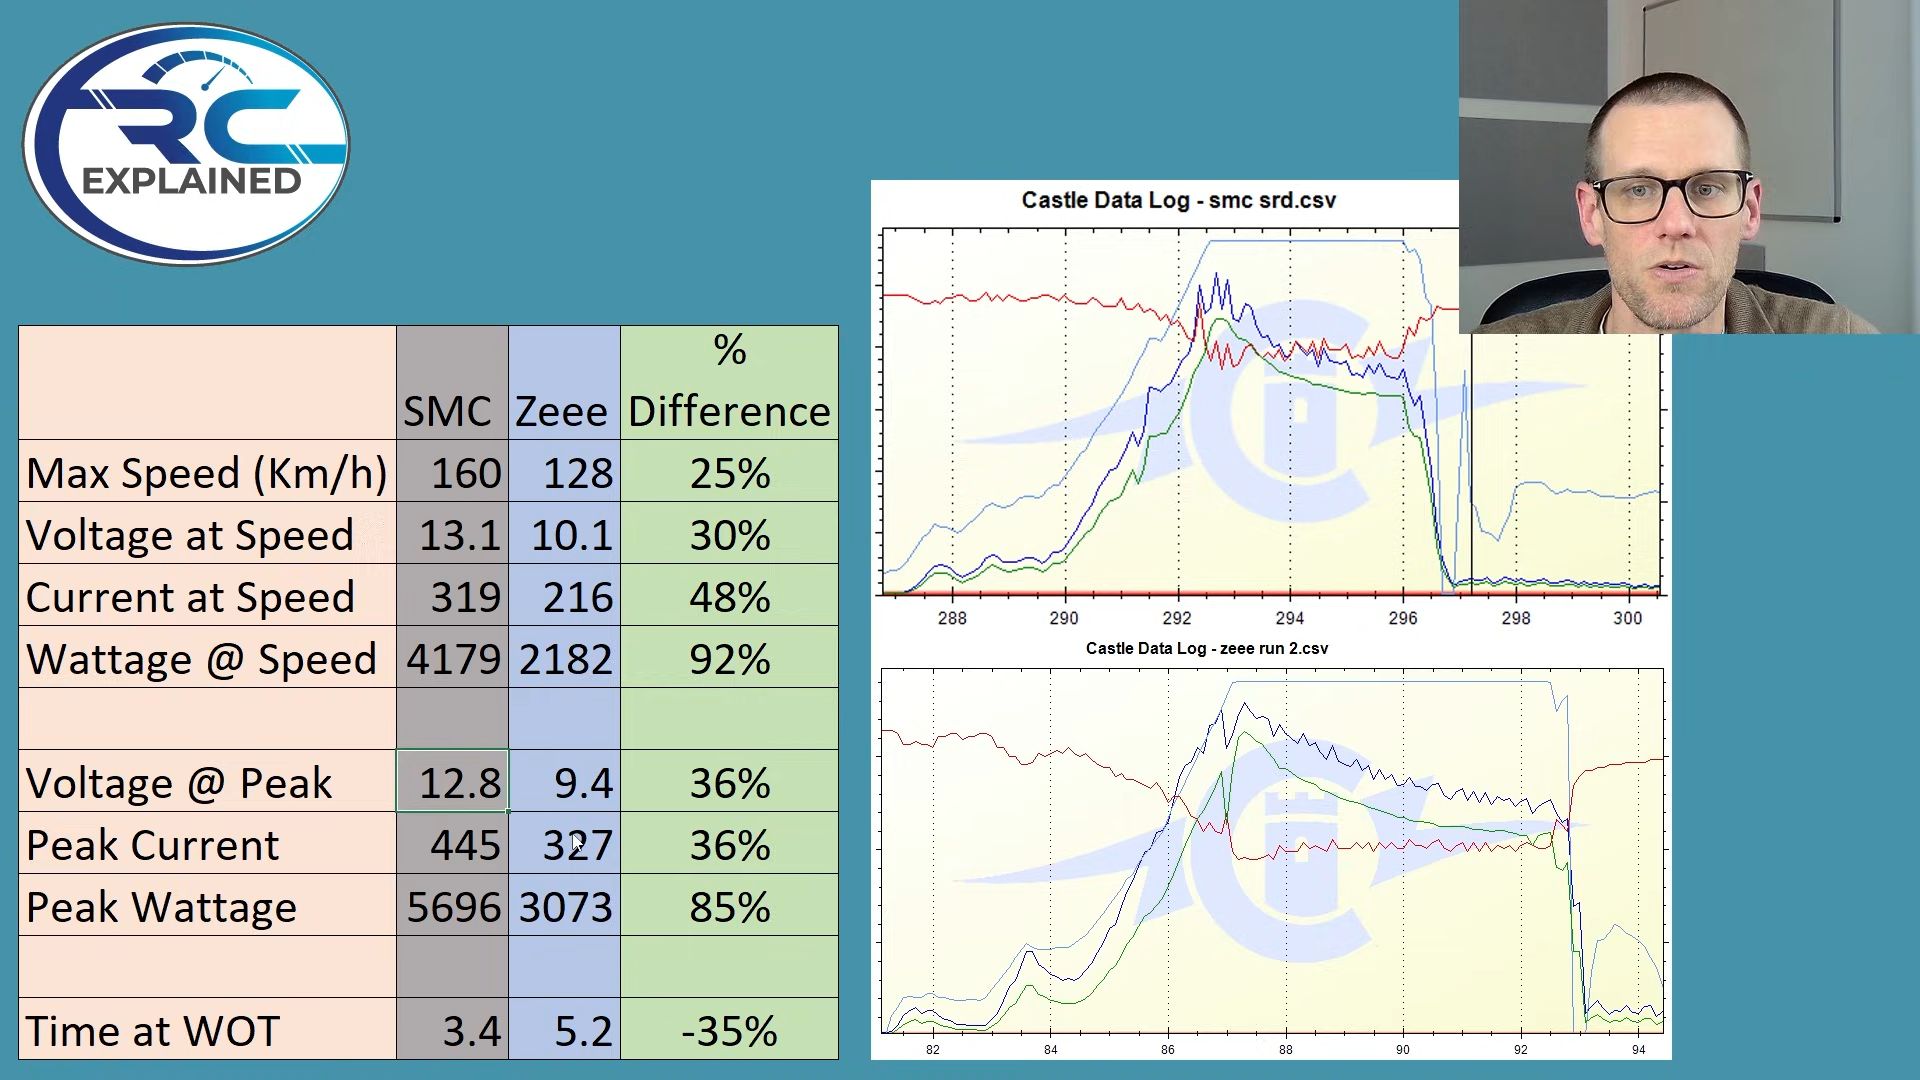 RC
EXPLAINED
%
SMC Zeee Difference
Max Speed (Km/h) 160 128 25%
Voltage at Speed 13.1 10.1 30%
Current at Speed 319 216 48%
Wattage @ Speed 4179 2182 92%
Voltage @ Peak 12.8 9.4 36%
Peak Current 445 327 36%
Peak Wattage 5696 3073 85%
Time at WOT 3.4 5.2 -35%
Castle Data Log - smc srd.csv
288 290 292 294 296 298 300
Castle Data Log - zeee run 2.csv
82 84 86 88 90 92 94